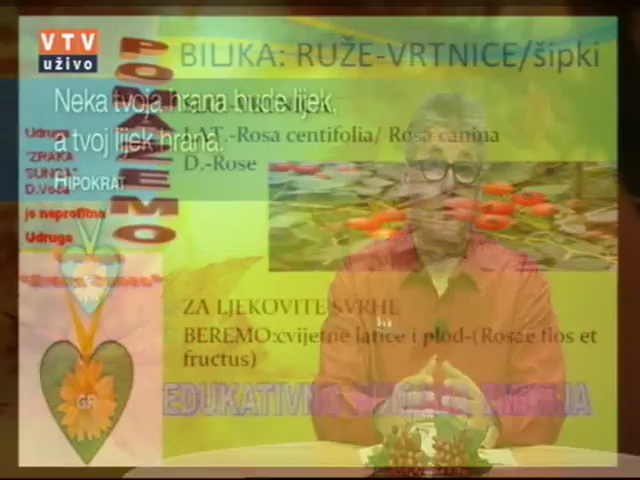 VTV
uživo
BILJKA: RUŽE-VRTNICE/šipki
Neka tvoja hrana bude lijek,
a tvoj lijek hrana.
HIPOKRAT
LAT.-Rosa centifolia/ Rosa canina
D.-Rose
Udruga
"ZRAKA
SUNCA"
D.Voća
je neprofitna
Udruga
POMAŽEMO
ZA LJEKOVITE SVRHE
BEREMO:cvijetne latice i plod-(Rosae flos et
fructus)
GP